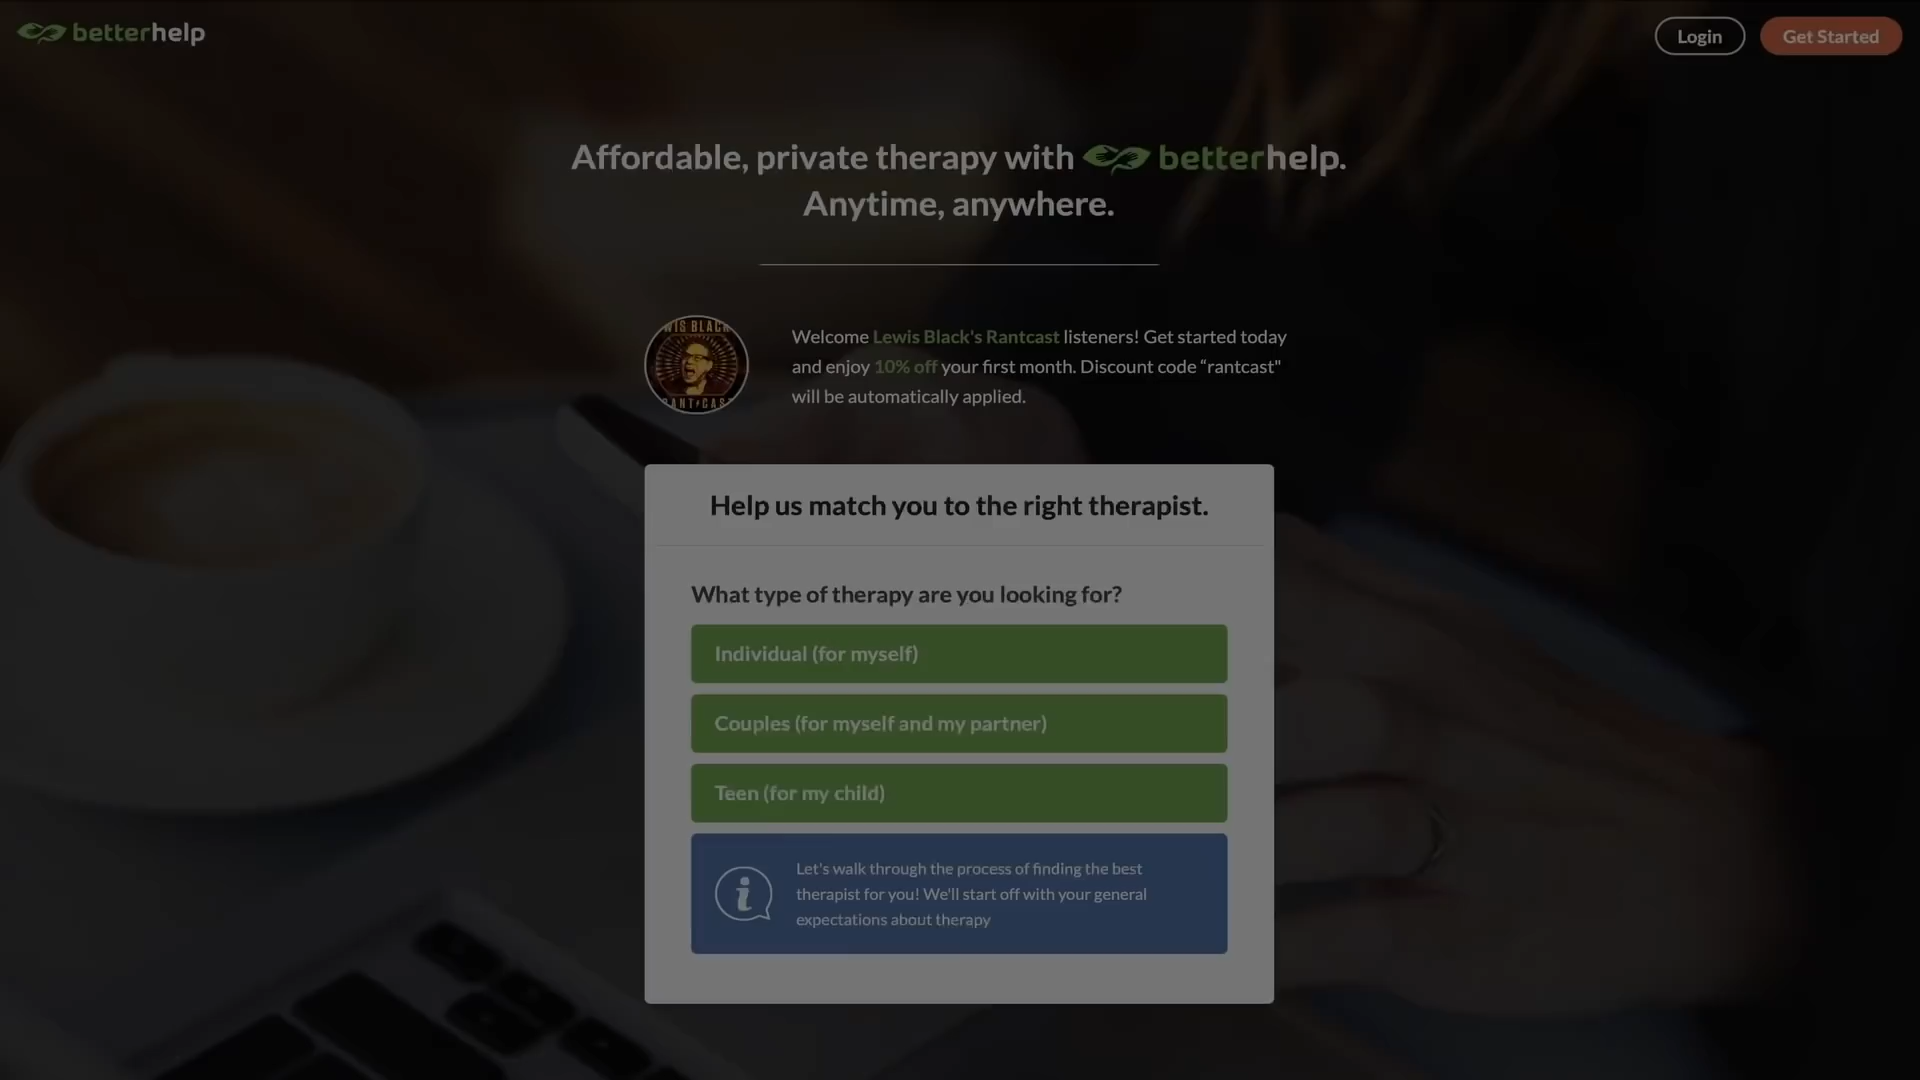 betterhelp
Login
Get Started
Affordable, private therapy with betterhelp.
Anytime, anywhere.
WIS BLACK
RANTCAST
Welcome Lewis Black's Rantcast listeners! Get started today
and enjoy 10% off your first month. Discount code “rantcast"
will be automatically applied.
Help us match you to the right therapist.
What type of therapy are you looking for?
Individual (for myself)
Couples (for myself and my partner)
Teen (for my child)
Let's walk through the process of finding the best
therapist for you! We'll start off with your general
expectations about therapy